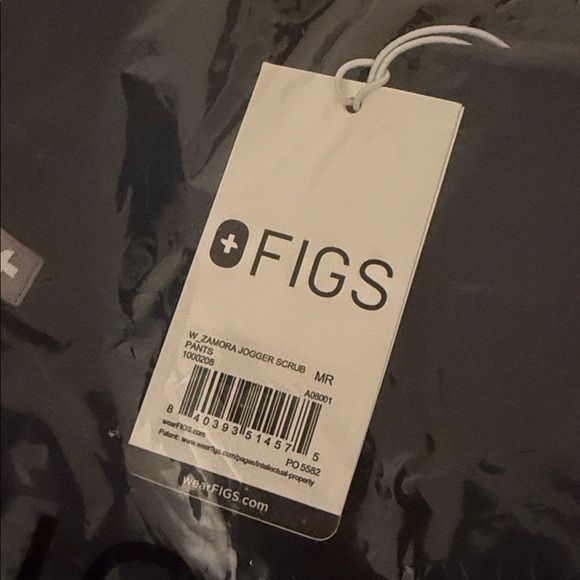 FIGS
W_ZAMORA JOGGER SCRUB MR
PANTS
1000208
A08001
8 40393 51457 5
wearFIGS.com
PO 5582
Patent: www.wearfigs.com/pages/intellectual-property
wearFIGS.com